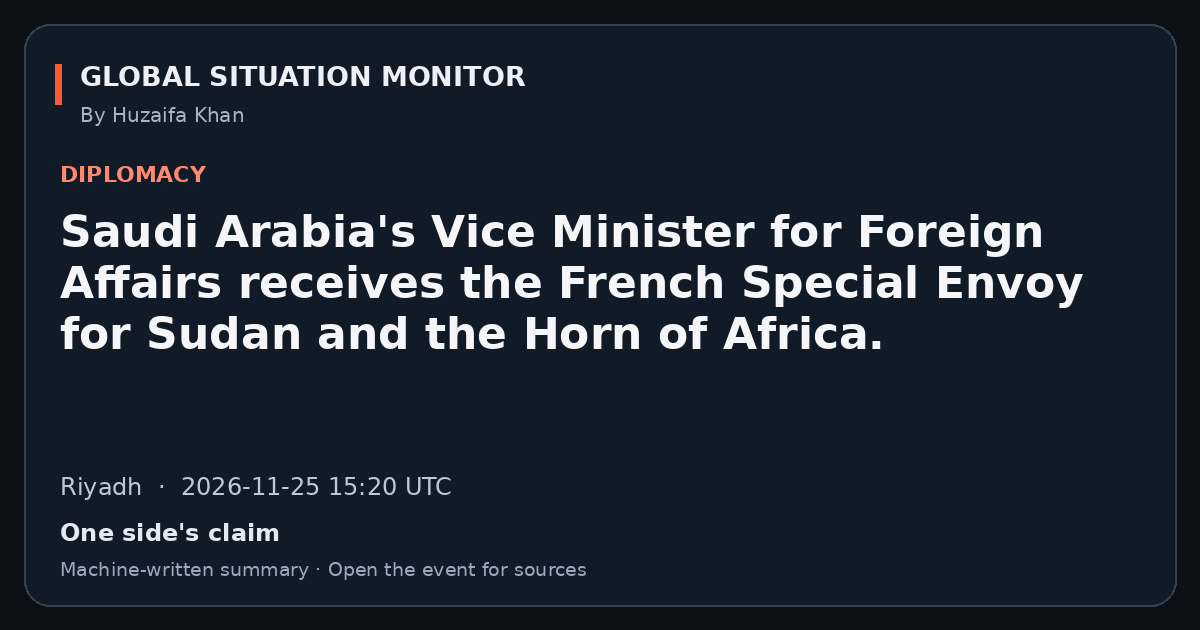 GLOBAL SITUATION MONITOR
By Huzaifa Khan
DIPLOMACY
Saudi Arabia's Vice Minister for Foreign
Affairs receives the French Special Envoy
for Sudan and the Horn of Africa.
Riyadh · 2026-11-25 15:20 UTC
One side's claim
Machine-written summary · Open the event for sources